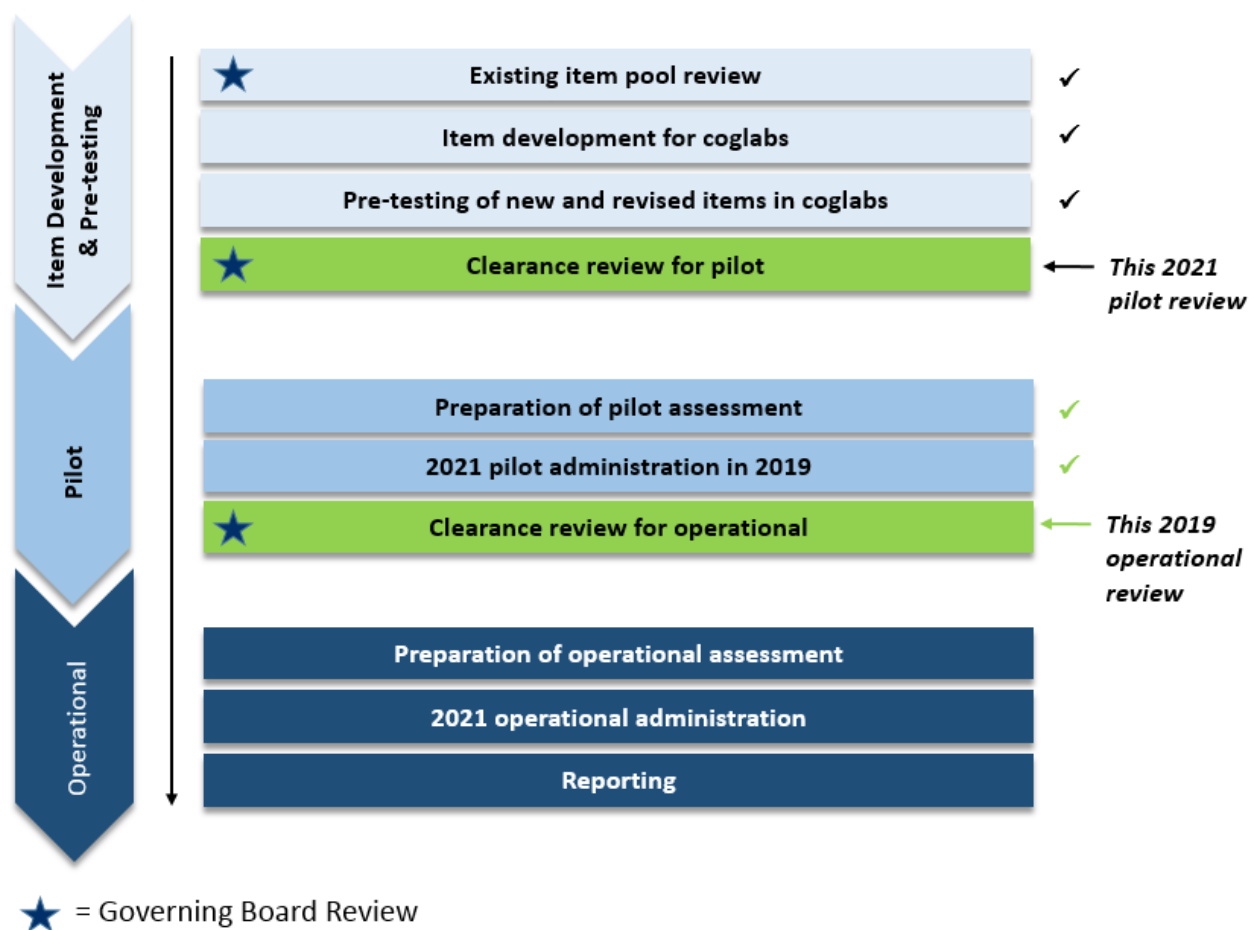 Item Development
& Pre-testing
Existing item pool review
Item development for coglabs
Pre-testing of new and revised items in coglabs
Clearance review for pilot
This 2021
pilot review
Pilot
Preparation of pilot assessment
2021 pilot administration in 2019
Clearance review for operational
This 2019
operational
review
Operational
Preparation of operational assessment
2021 operational administration
Reporting
= Governing Board Review